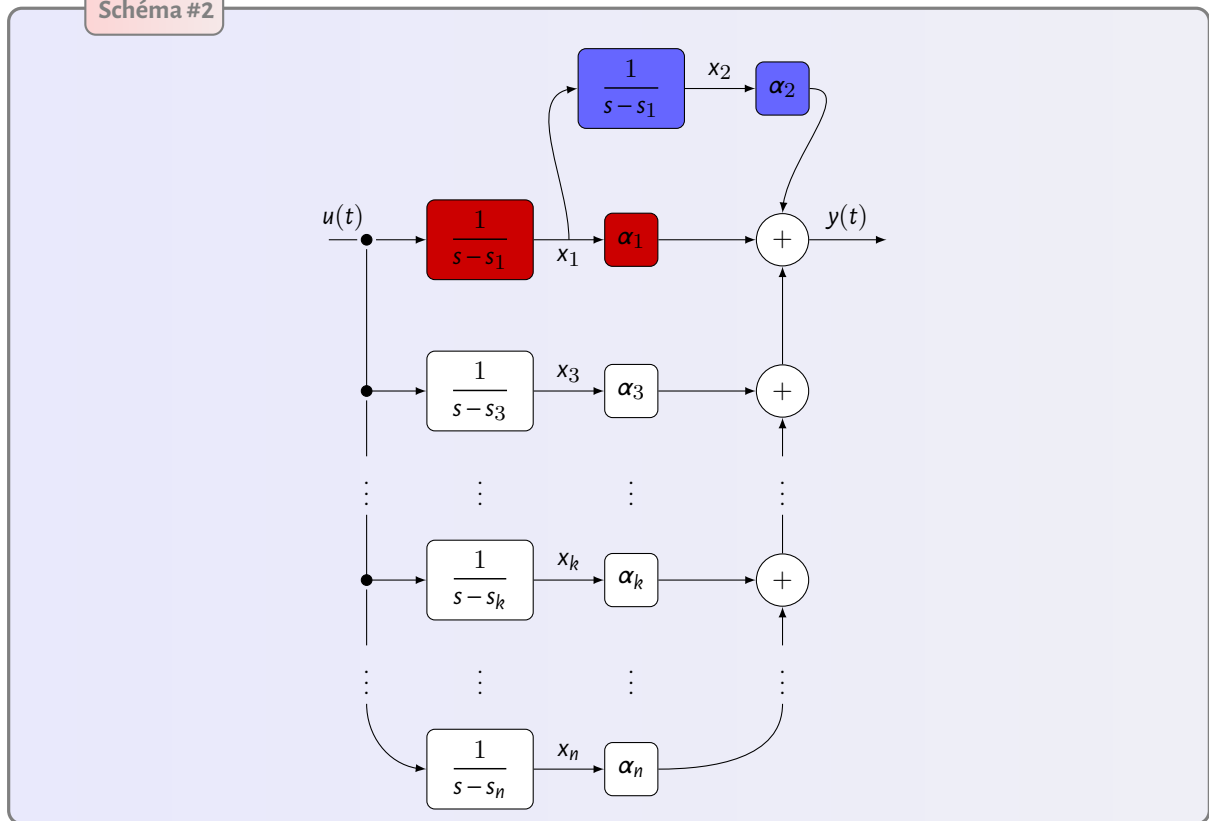 Schéma #2
1
s−s₁
x₂
α₂
u(t)
1
s−s₁
x₁
α₁
+
y(t)
1
s−s₃
x₃
α₃
+
⋮ ⋮ ⋮ ⋮
1
s−sₖ
xₖ
αₖ
+
⋮ ⋮ ⋮ ⋮
1
s−sₙ
xₙ
αₙ